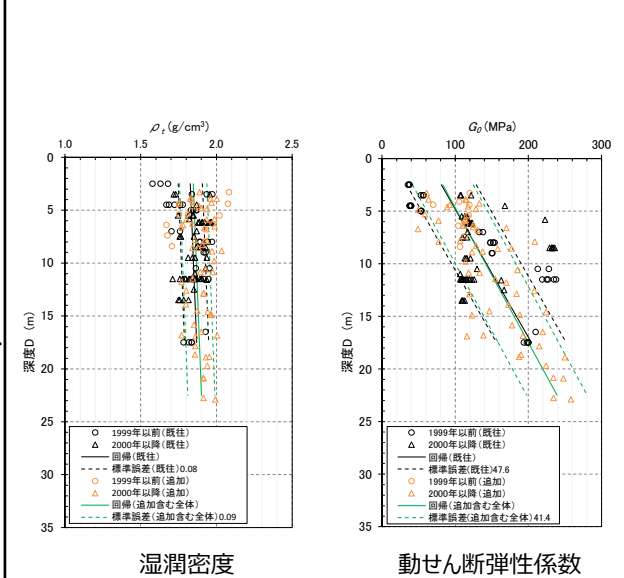 ρt(g/cm³)
1.0 1.5 2.0 2.5
0
5
10
15
20
25
30
35
深度D (m)
1999年以前(既往)
2000年以降(既往)
回帰(既往)
標準誤差(既往)0.08
1999年以前(追加)
2000年以降(追加)
回帰(追加含む全体)
標準誤差(追加含む全体)0.09
湿潤密度
G0(MPa)
0 100 200 300
0
5
10
15
20
25
30
35
深度D (m)
1999年以前(既往)
2000年以降(既往)
回帰(既往)
標準誤差(既往)47.6
1999年以前(追加)
2000年以降(追加)
回帰(追加含む全体)
標準誤差(追加含む全体)41.4
動せん断弾性係数